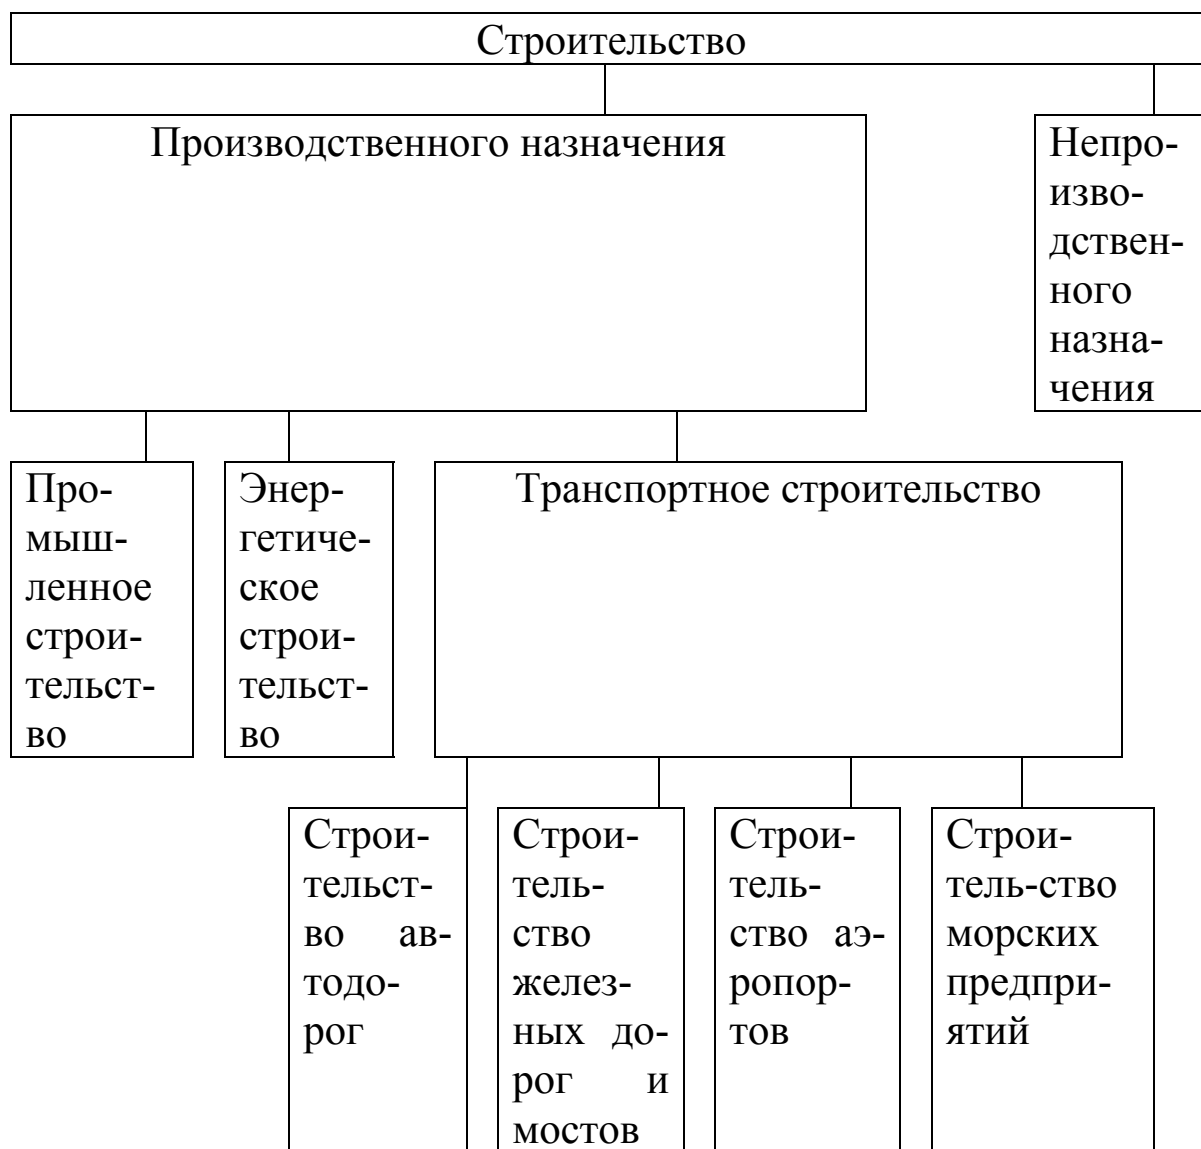 Строительство
Производственного назначения
Непро-
изво-
дствен-
ного
назна-
чения
Про-
мыш-
ленное
строи-
тельст-
во
Энер-
гетиче-
ское
строи-
тельст-
во
Транспортное строительство
Строи-
тельст-
во ав-
тодо-
рог
Строи-
тель-
ство
желез-
ных до-
рог и
мостов
Строи-
тель-
ство аэ-
ропор-
тов
Строи-
тель-ство
морских
предпри-
ятий